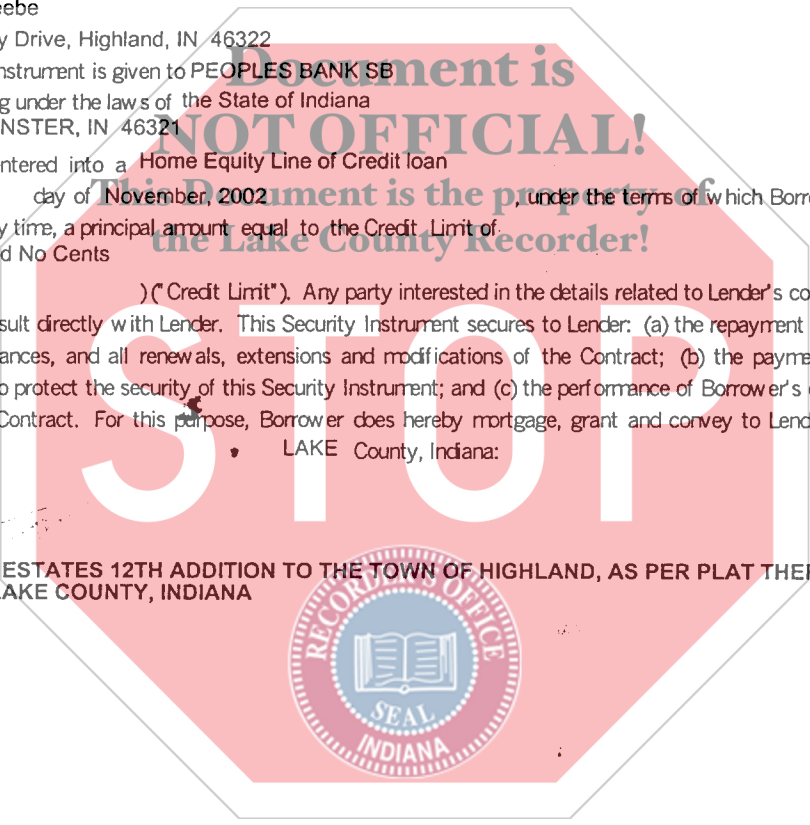 eebe
y Drive, Highland, IN 46322
nstrument is given to PEOPLES BANK SB
g under the laws of the State of Indiana
NSTER, IN 46321
ntered into a Home Equity Line of Credit loan
day of November, 2002 , under the terms of which Borr
y time, a principal amount equal to the Credit Limit of
d No Cents
) ("Credit Limit"). Any party interested in the details related to Lender's co
sult directly with Lender. This Security Instrument secures to Lender: (a) the repayment
ances, and all renewals, extensions and modifications of the Contract; (b) the payme
o protect the security of this Security Instrument; and (c) the performance of Borrower's
Contract. For this purpose, Borrower does hereby mortgage, grant and convey to Lend
LAKE County, Indiana:
ESTATES 12TH ADDITION TO THE TOWN OF HIGHLAND, AS PER PLAT THE
LAKE COUNTY, INDIANA
Document is
NOT OFFICIAL!
This Document is the property of
the Lake County Recorder!
STOP
RECORDER'S OFFICE
SEAL
INDIANA